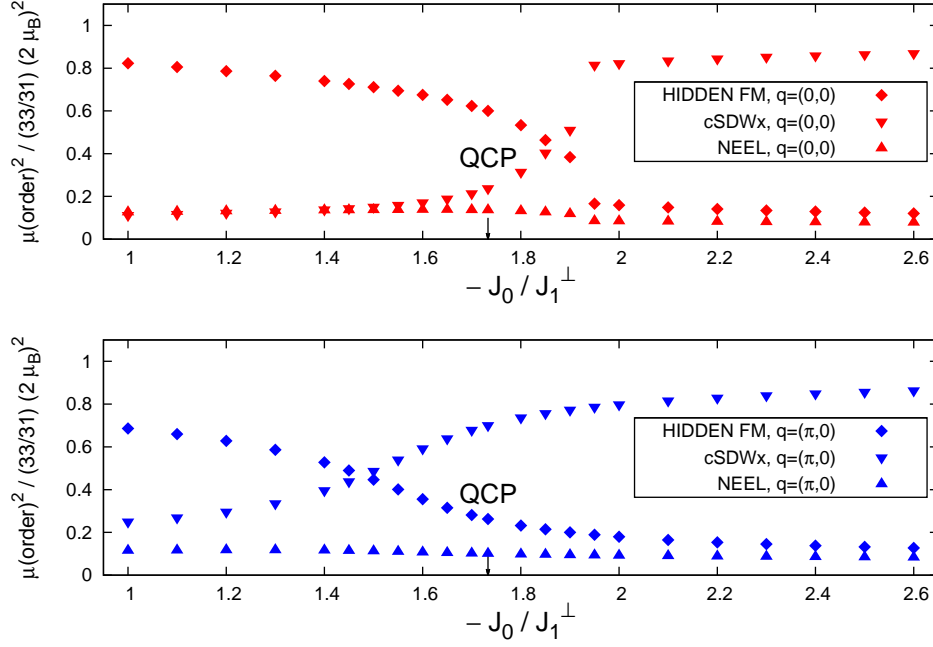 μ(order)² / (33/31) (2 μ_B)²
1
0.8
0.6
0.4
0.2
0
HIDDEN FM, q=(0,0)
cSDWx, q=(0,0)
NEEL, q=(0,0)
QCP
1 1.2 1.4 1.6 1.8 2 2.2 2.4 2.6
− J₀ / J₁^⊥
μ(order)² / (33/31) (2 μ_B)²
1
0.8
0.6
0.4
0.2
0
HIDDEN FM, q=(π,0)
cSDWx, q=(π,0)
NEEL, q=(π,0)
QCP
1 1.2 1.4 1.6 1.8 2 2.2 2.4 2.6
− J₀ / J₁^⊥